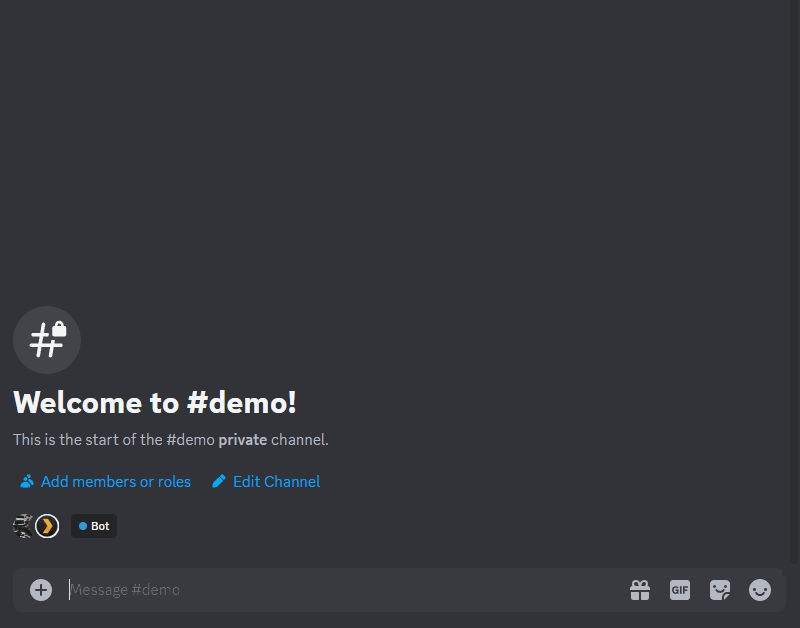 Welcome to #demo!
This is the start of the #demo private channel.
Add members or roles Edit Channel
Bot
Message #demo GIF